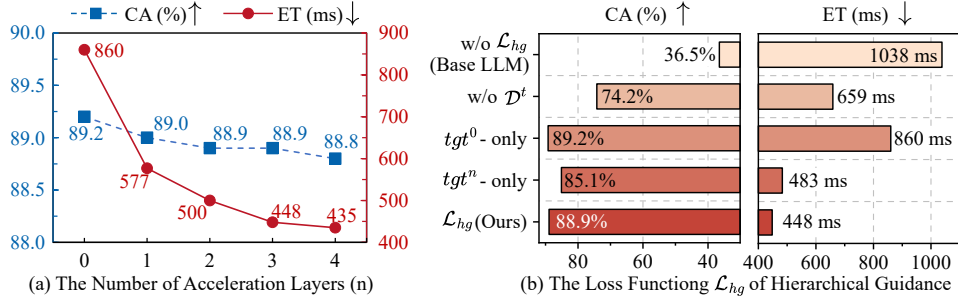 CA (%)↑ ET (ms)↓
90.0
89.5
89.0
88.5
88.0
900
800
700
600
500
400
860
577
500
448
435
89.2
89.0
88.9
88.9
88.8
0 1 2 3 4
(a) The Number of Acceleration Layers (n)
CA (%) ↑ ET (ms) ↓
w/o ℒhg
(Base LLM)
36.5% 1038 ms
w/o 𝒟ᵗ 74.2% 659 ms
tgt⁰ - only 89.2% 860 ms
tgtⁿ - only 85.1% 483 ms
ℒhg (Ours) 88.9% 448 ms
80 60 40 400 600 800 1000
(b) The Loss Functiong ℒhg of Hierarchical Guidance